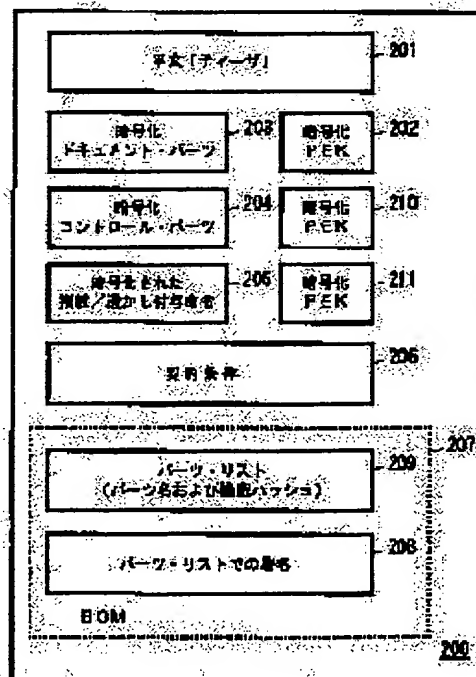 平文「ティーザ」 201
暗号化 203 暗号化 202
ドキュメント・パーツ PEK
暗号化 204 暗号化 210
コントロール・パーツ PEK
暗号化された 205 暗号化 211
指紋／透かし付与命令 PEK
契約条件 206
207
パーツ・リスト 209
(パーツ名および機密ハッシュ)
パーツ・リストでの署名 208
BOM
200